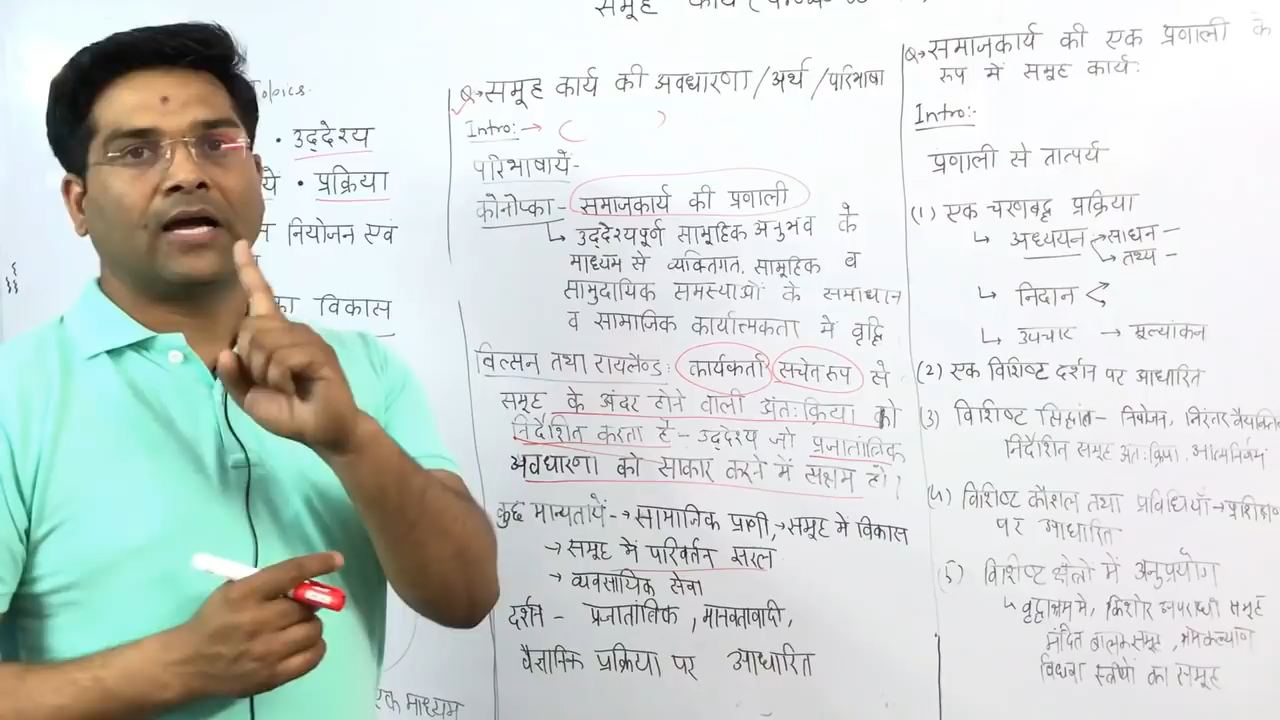 समूह कार्य (
Topics.
• उद्देश्य
ये • प्रक्रिया
नियोजन एवं
का विकास
एक माध्यम
Q→ समूह कार्य की अवधारणा/अर्थ/परिभाषा
Intro:→ ( )
परिभाषायें-
कोनोप्का- समाजकार्य की प्रणाली
↳ उद्देश्यपूर्ण सामूहिक अनुभव के
माध्यम से व्यक्तिगत, सामूहिक व
सामुदायिक समस्याओं के समाधान
व सामाजिक कार्यात्मकता में वृद्धि
विल्सन तथा रायलैण्ड: कार्यकर्ता सचेत रूप से
समूह के अंदर होने वाली अंतःक्रिया को
निर्देशित करता है- उद्देश्य जो प्रजातांत्रिक
अवधारणा को साकार करने में सक्षम हो।
कुछ मान्यतायें-→सामाजिक प्राणी,→समूह में विकास
→ समूह में परिवर्तन सरल
→ व्यवसायिक सेवा
दर्शन- प्रजातांत्रिक, मानवतावादी,
वैज्ञानिक प्रक्रिया पर आधारित
Q→ समाजकार्य की एक प्रणाली के
रूप में समूह कार्य:
Intro:-
प्रणाली से तात्पर्य
(1) एक चरणबद्ध प्रक्रिया
↳ अध्ययन → साधन-
→ तथ्य-
↳ निदान <
↳ उपचार → मूल्यांकन
(2) एक विशिष्ट दर्शन पर आधारित
(3) विशिष्ट सिद्धांत- नियोजन, निरंतर
निर्देशित समूह अंतःक्रिया, आत्मनिर्णय
(4) विशिष्ट कौशल तथा प्रविधियाँ→प्रशिक्षण
पर आधारित
(5) विशिष्ट क्षेत्रों में अनुप्रयोग
↳ वृद्धाश्रम में, किशोर अपराधी समूह
मंदित बालक समूह, श्रमकल्याण
विधवा स्त्रीयों का समूह